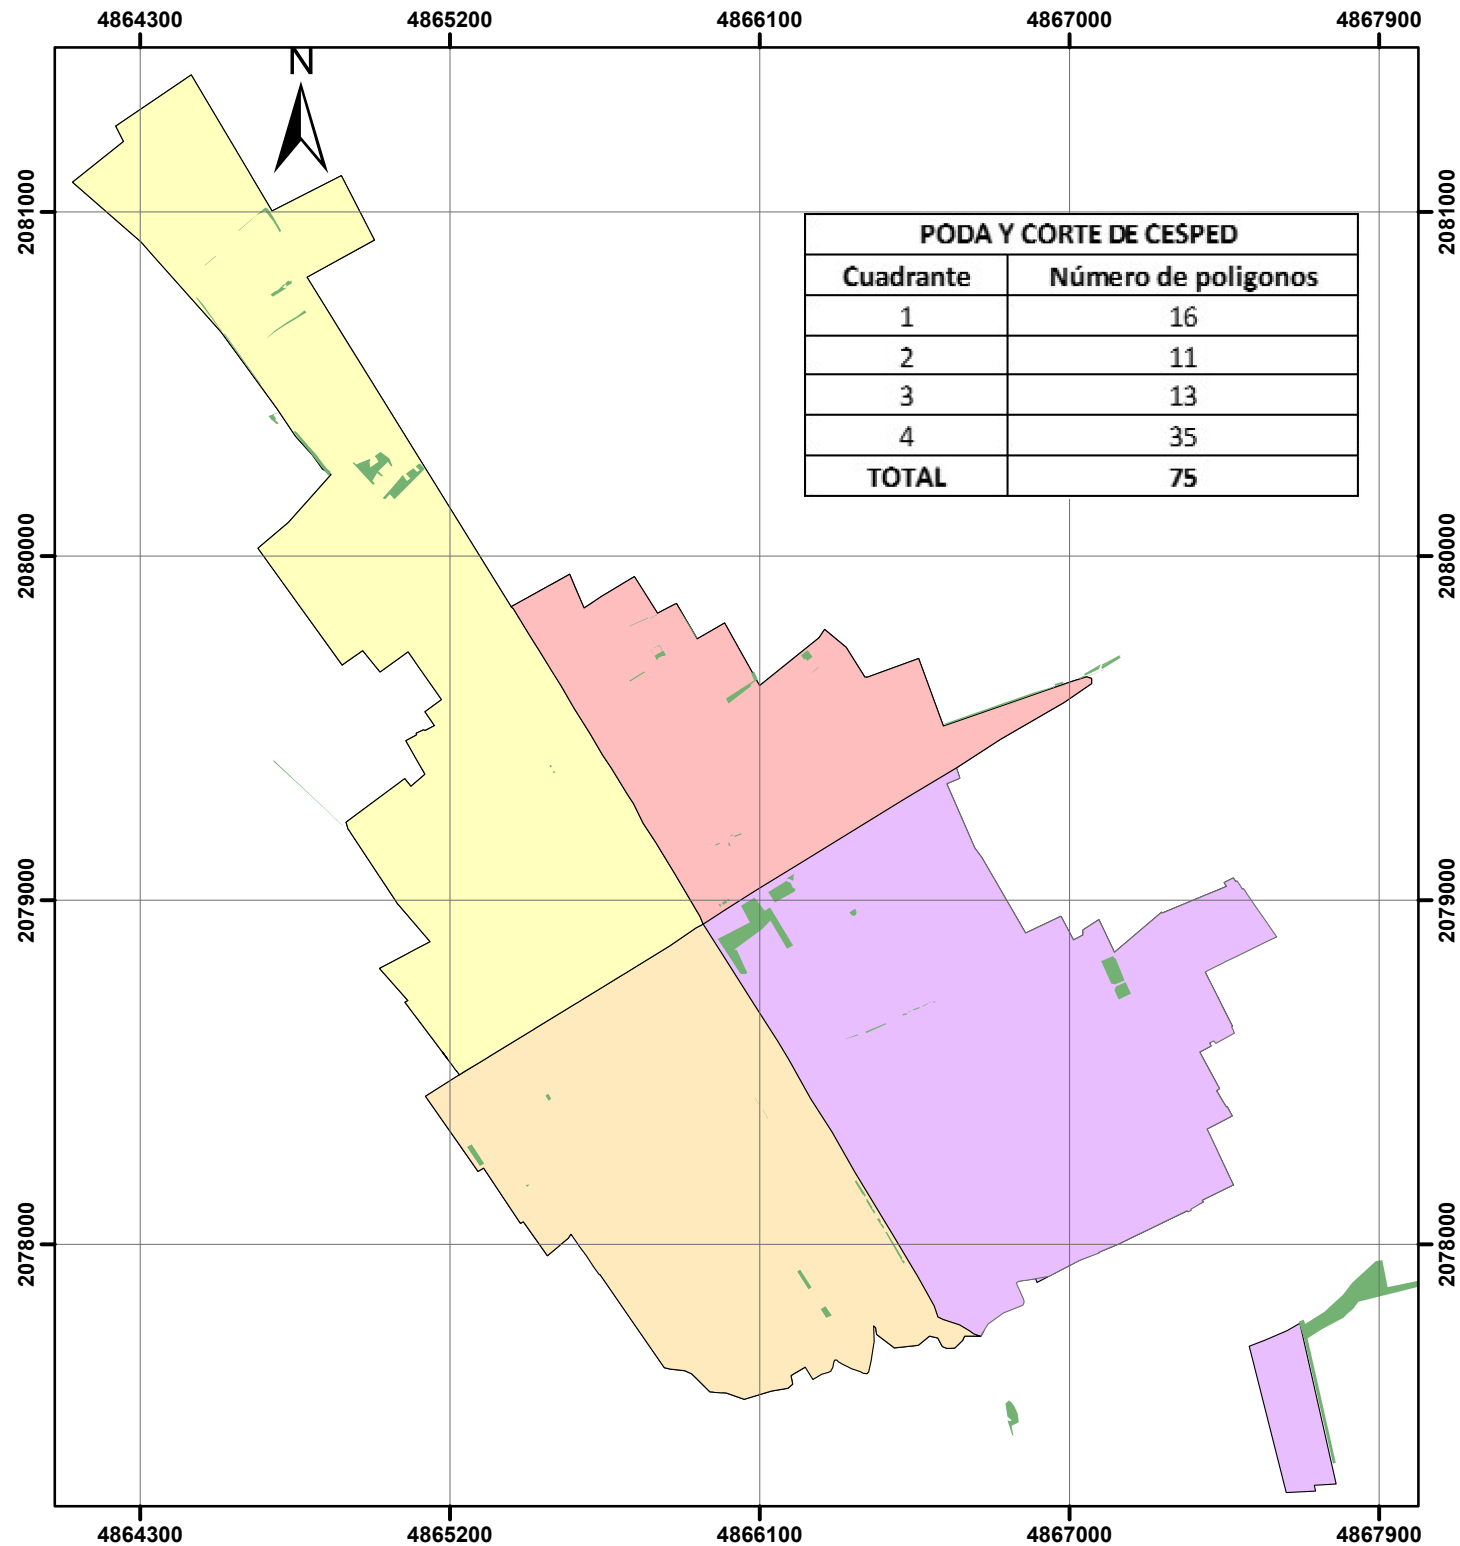 4864300 4865200 4866100 4867000 4867900
N
2081000 2081000
PODA Y CORTE DE CESPED
Cuadrante Número de poligonos
1 16
2 11
3 13
4 35
TOTAL 75
2080000 2080000
2079000 2079000
2078000 2078000
4864300 4865200 4866100 4867000 4867900